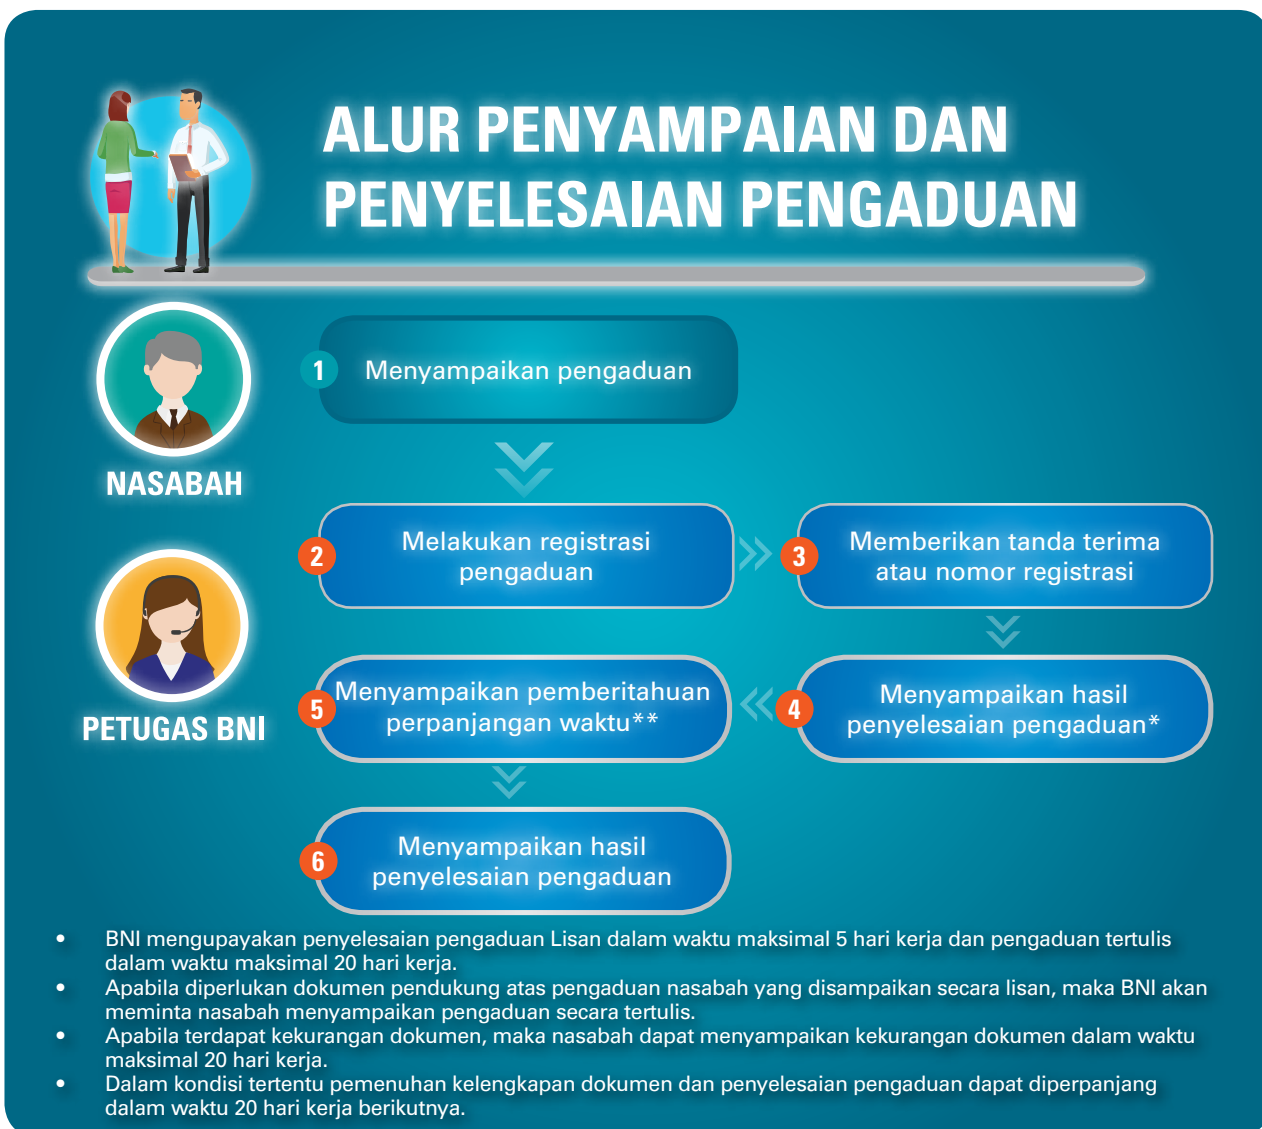 ALUR PENYAMPAIAN DAN
PENYELESAIAN PENGADUAN
NASABAH
1
Menyampaikan pengaduan
PETUGAS BNI
2
Melakukan registrasi
pengaduan
3
Memberikan tanda terima
atau nomor registrasi
4
Menyampaikan hasil
penyelesaian pengaduan*
5
Menyampaikan pemberitahuan
perpanjangan waktu**
6
Menyampaikan hasil
penyelesaian pengaduan
• BNI mengupayakan penyelesaian pengaduan Lisan dalam waktu maksimal 5 hari kerja dan pengaduan tertulis
dalam waktu maksimal 20 hari kerja.
• Apabila diperlukan dokumen pendukung atas pengaduan nasabah yang disampaikan secara lisan, maka BNI akan
meminta nasabah menyampaikan pengaduan secara tertulis.
• Apabila terdapat kekurangan dokumen, maka nasabah dapat menyampaikan kekurangan dokumen dalam waktu
maksimal 20 hari kerja.
• Dalam kondisi tertentu pemenuhan kelengkapan dokumen dan penyelesaian pengaduan dapat diperpanjang
dalam waktu 20 hari kerja berikutnya.